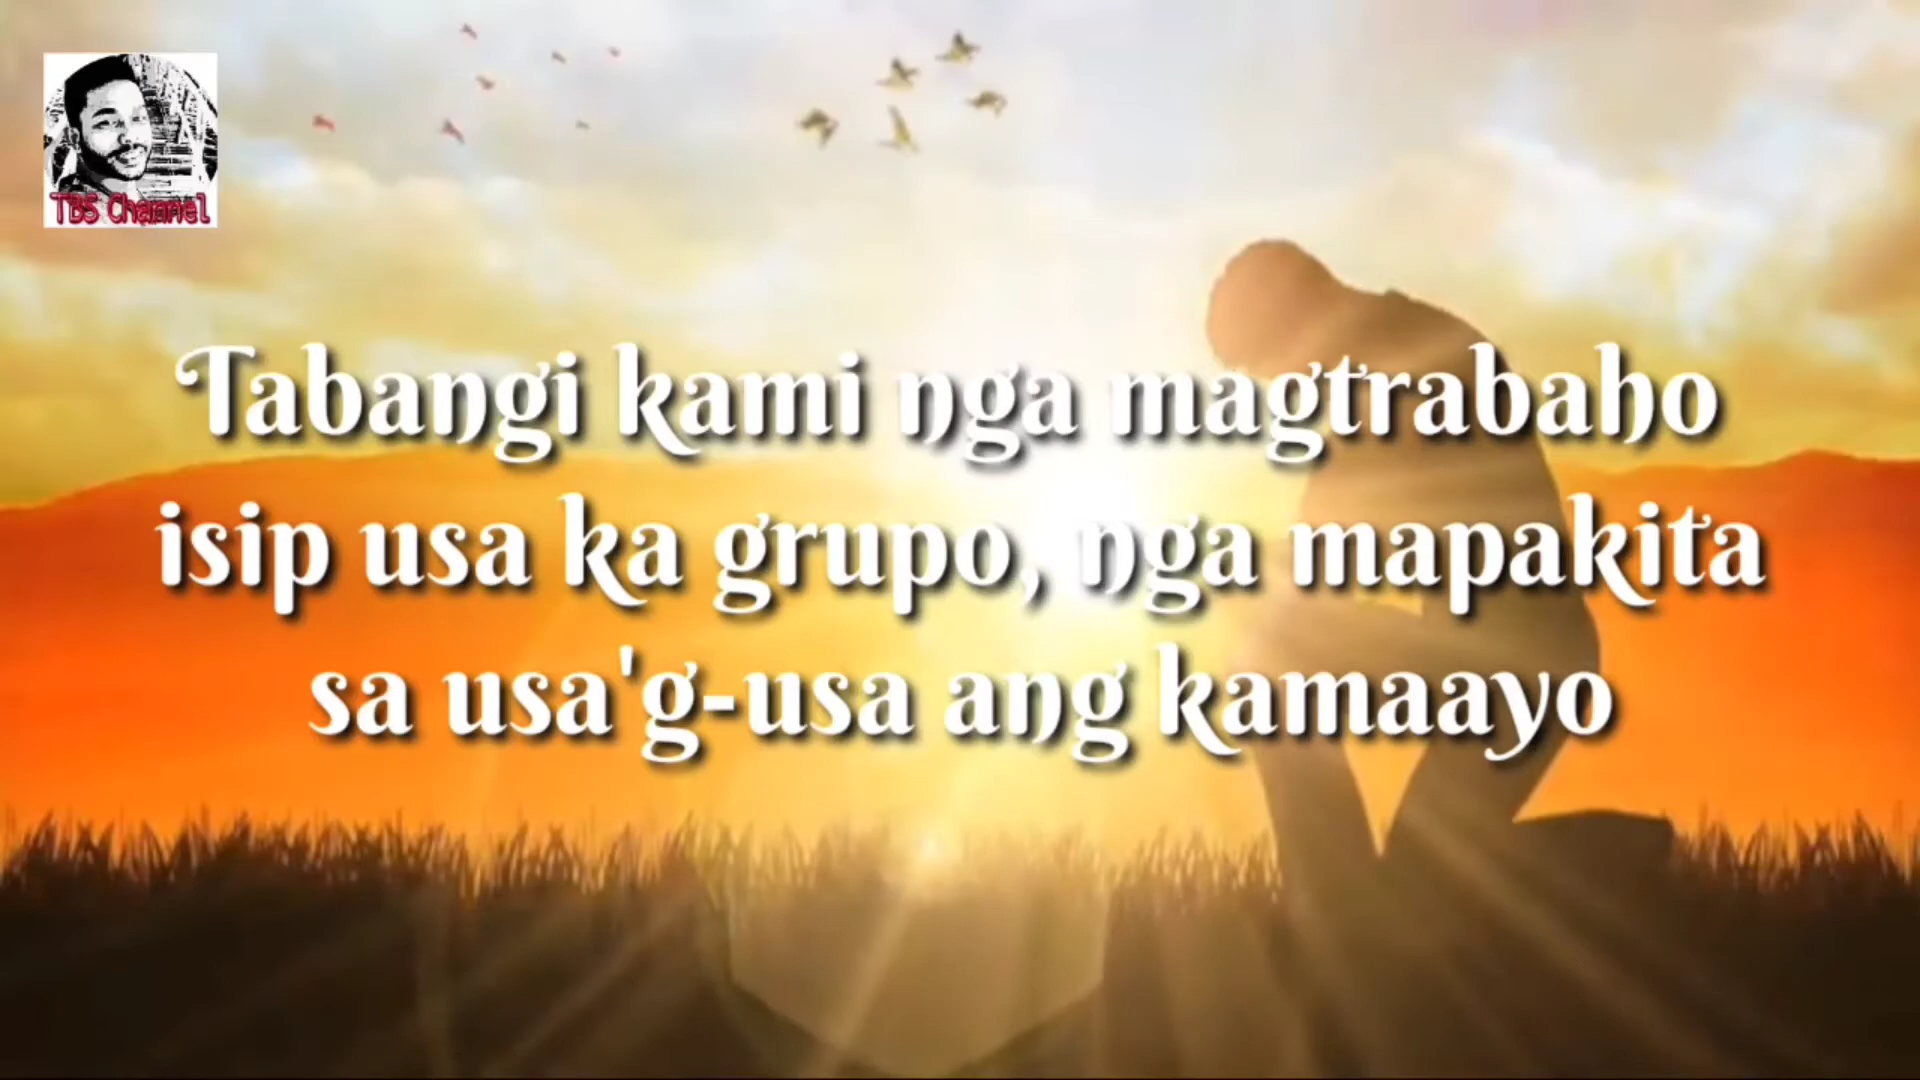 TBS Channel
Tabangi kami nga magtrabaho
isip usa ka grupo, nga mapakita
sa usa'g-usa ang kamaayo